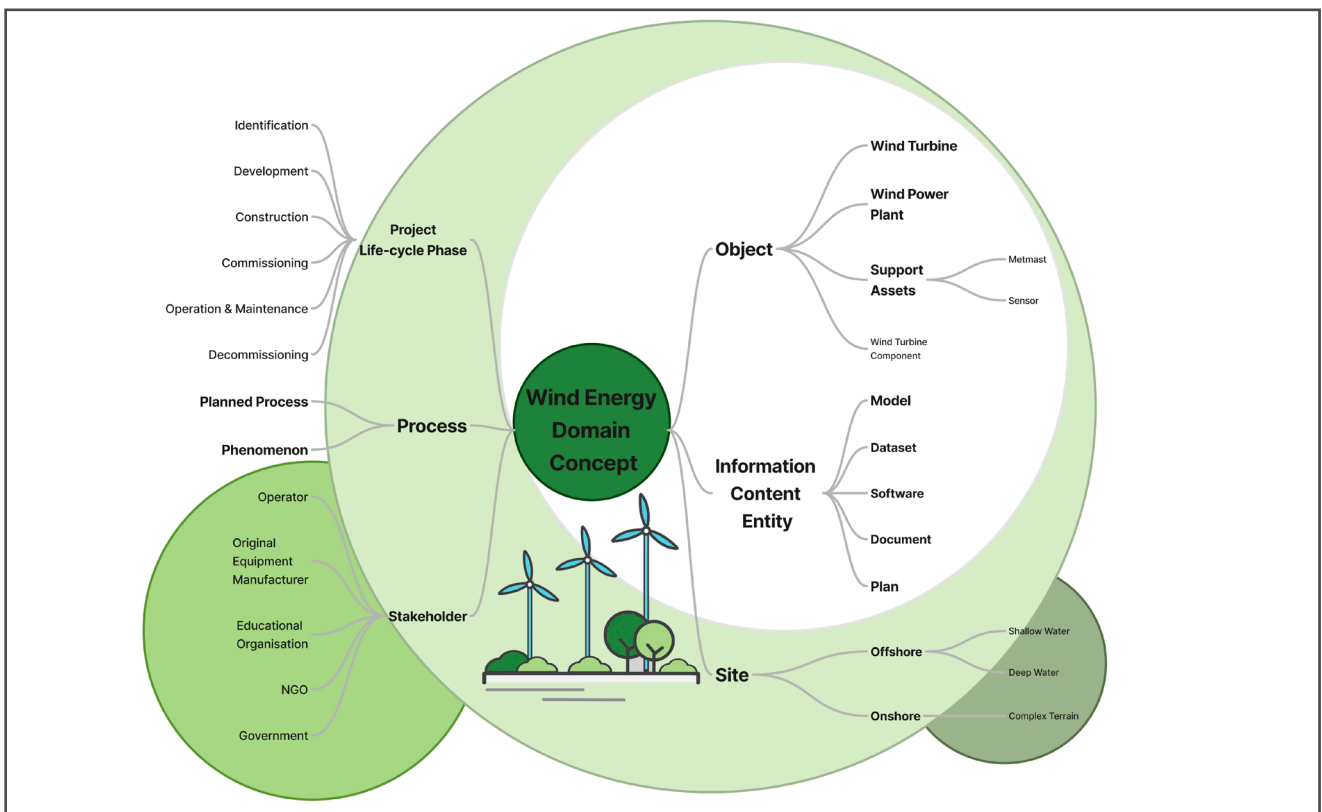 Identification
Development
Construction
Commissioning
Operation & Maintenance
Decommissioning
Project
Life-cycle Phase
Planned Process
Phenomenon
Process
Operator
Original
Equipment
Manufacturer
Educational
Organisation
NGO
Government
Stakeholder
Wind Energy
Domain
Concept
Object
Wind Turbine
Wind Power
Plant
Support
Assets
Metmast
Sensor
Wind Turbine
Component
Information
Content
Entity
Model
Dataset
Software
Document
Plan
Site
Offshore
Shallow Water
Deep Water
Onshore
Complex Terrain